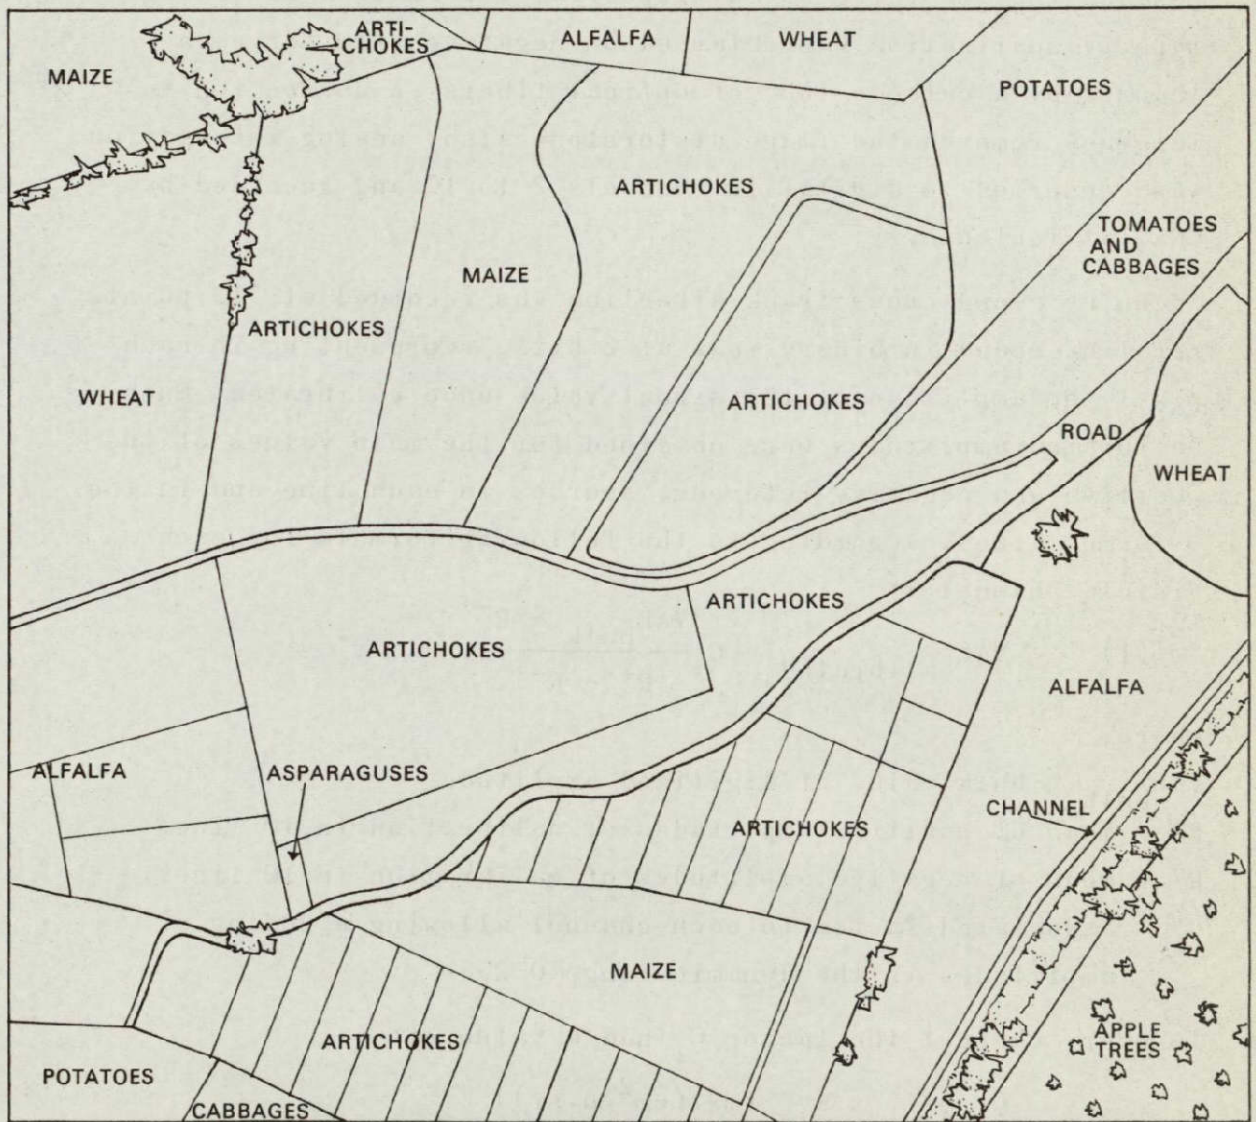 ARTI-
CHOKES
ALFALFA
WHEAT
MAIZE
POTATOES
ARTICHOKES
TOMATOES
AND
CABBAGES
MAIZE
ARTICHOKES
WHEAT
ARTICHOKES
ROAD
WHEAT
ARTICHOKES
ARTICHOKES
ALFALFA
ALFALFA
ASPARAGUSES
CHANNEL
ARTICHOKES
MAIZE
ARTICHOKES
APPLE
TREES
POTATOES
CABBAGES